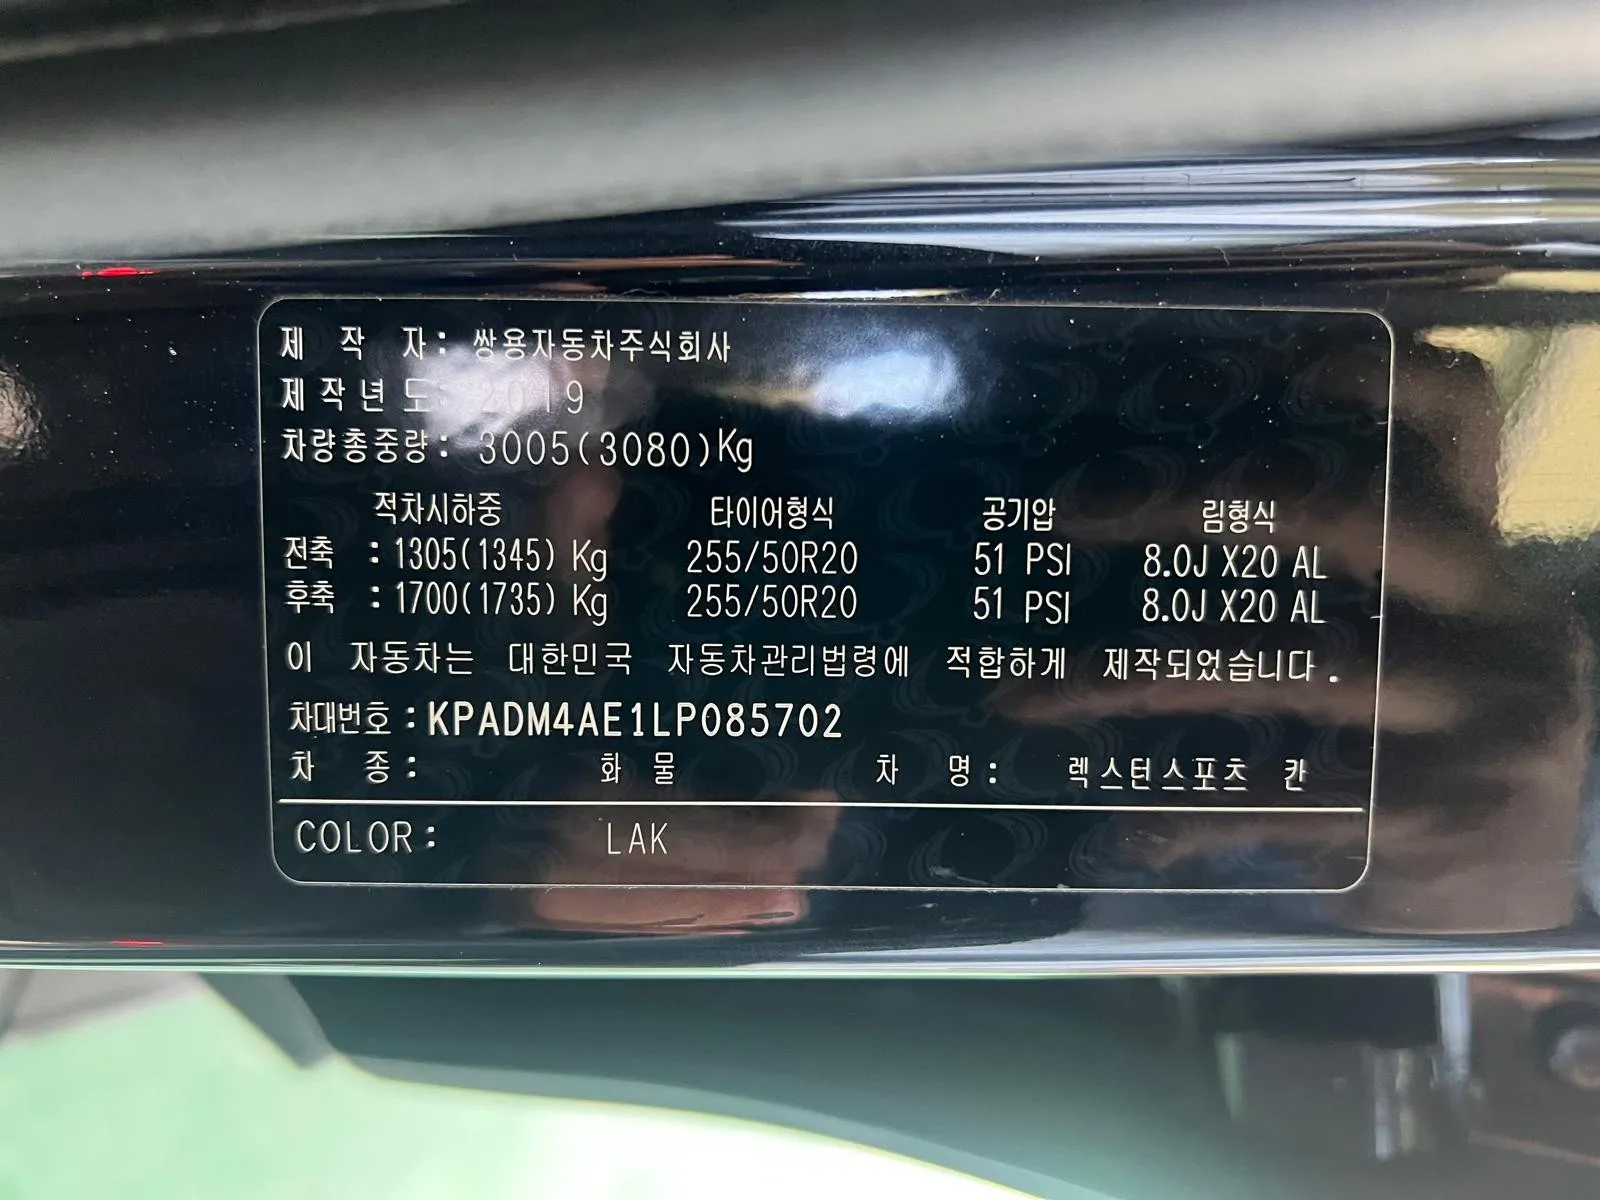 제 작 자: 쌍용자동차주식회사
제작년도: 2019
차량총중량: 3005(3080)Kg
적차시하중 타이어형식 공기압 림형식
전축 : 1305(1345) Kg 255/50R20 51 PSI 8.0J X20 AL
후축 : 1700(1735) Kg 255/50R20 51 PSI 8.0J X20 AL
이 자동차는 대한민국 자동차관리법령에 적합하게 제작되었습니다.
차대번호 : KPADM4AE1LP085702
차 종 : 화 물 차 명 : 렉스턴스포츠 칸
COLOR : LAK